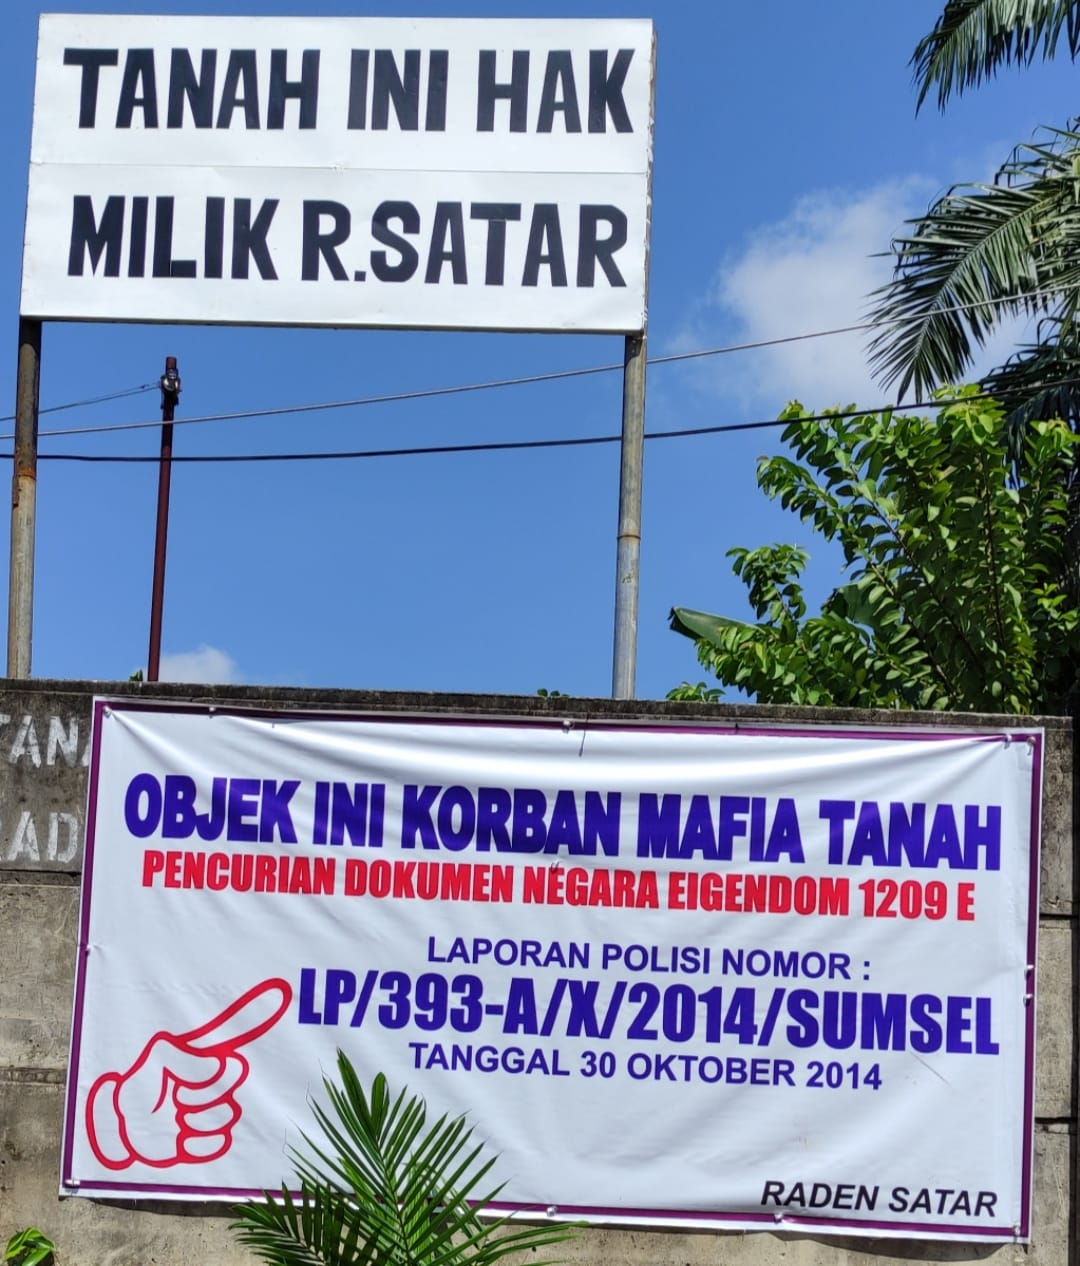 TANAH INI HAK
MILIK R.SATAR
OBJEK INI KORBAN MAFIA TANAH
PENCURIAN DOKUMEN NEGARA EIGENDOM 1209 E
LAPORAN POLISI NOMOR :
LP/393-A/X/2014/SUMSEL
TANGGAL 30 OKTOBER 2014
RADEN SATAR